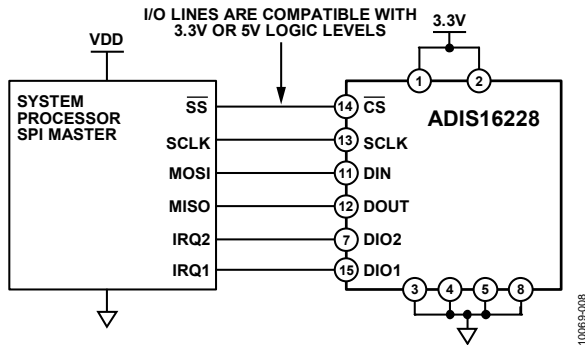 I/O LINES ARE COMPATIBLE WITH
3.3V OR 5V LOGIC LEVELS
VDD
3.3V
1 2
SYSTEM
PROCESSOR
SPI MASTER
ADIS16228
SS 14 CS
SCLK 13 SCLK
MOSI 11 DIN
MISO 12 DOUT
IRQ2 7 DIO2
IRQ1 15 DIO1
3 4 5 8
10069-008